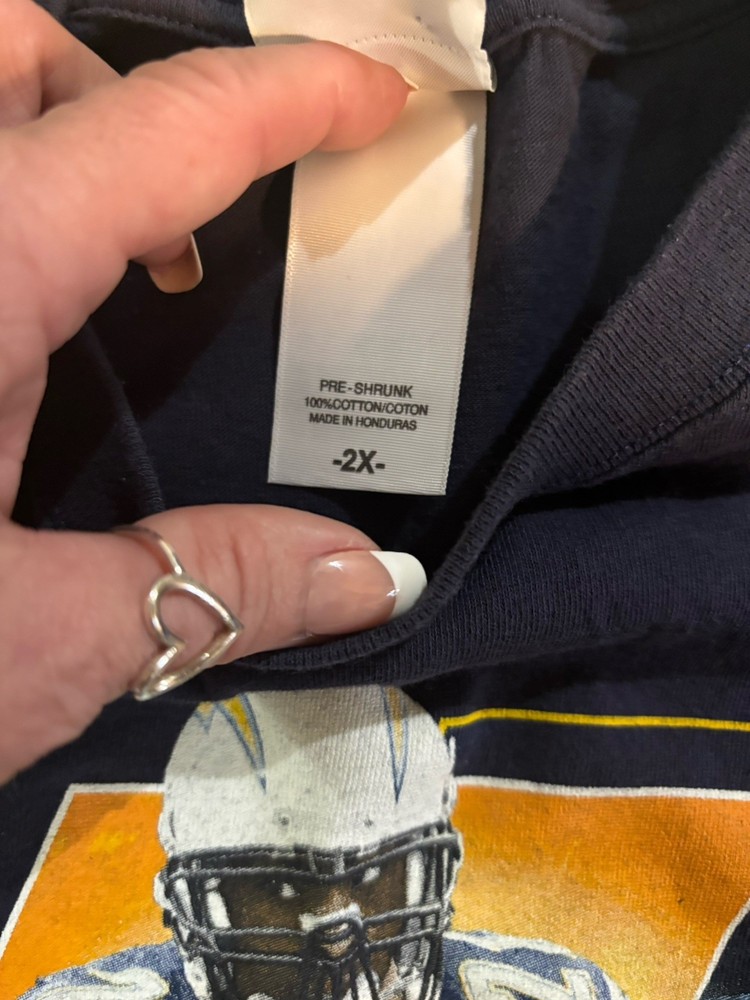 PRE-SHRUNK
100%COTTON/COTON
MADE IN HONDURAS
-2X-